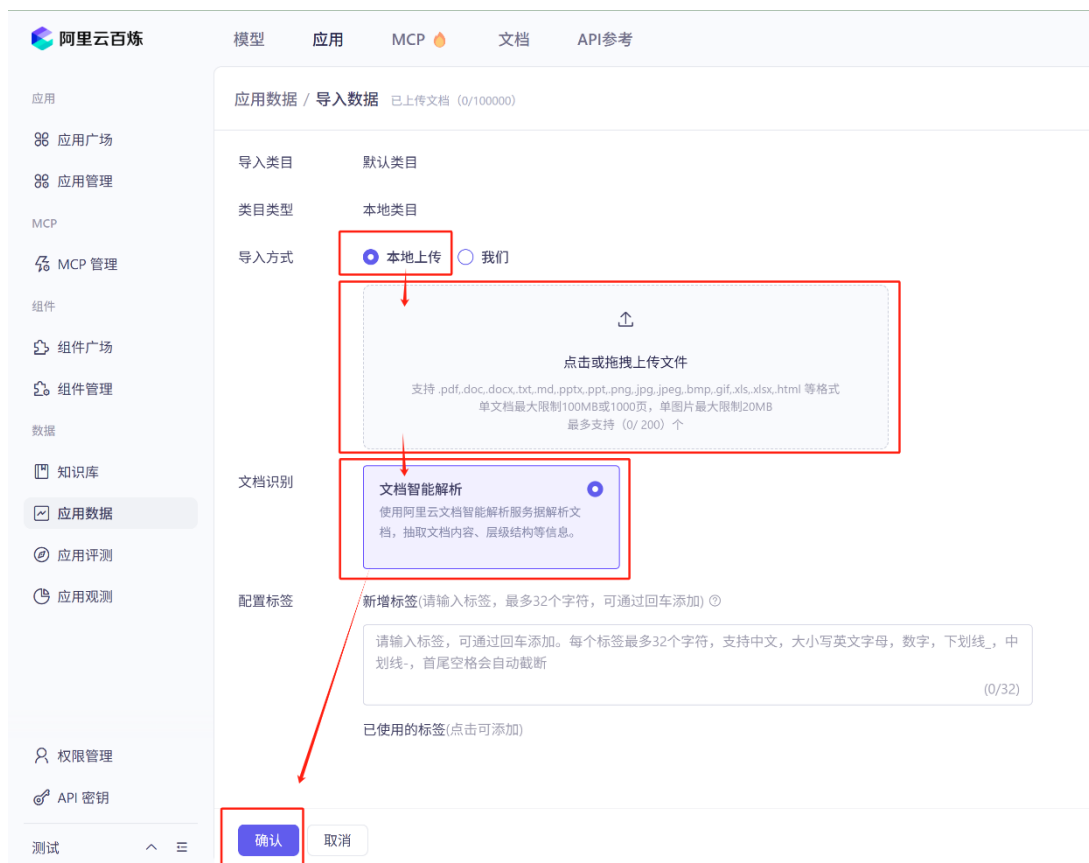 阿里云百炼
模型 应用 MCP 文档 API参考
应用
应用广场
应用管理
MCP
MCP 管理
组件
组件广场
组件管理
数据
知识库
应用数据
应用评测
应用观测
权限管理
API 密钥
测试
应用数据 / 导入数据 已上传文档（0/100000）
导入类目 默认类目
类目类型 本地类目
导入方式 本地上传 我们
点击或拖拽上传文件
支持 .pdf,.doc,.docx,.txt,.md,.pptx,.ppt,.png,.jpg,.jpeg,.bmp,.gif,.xls,.xlsx,.html 等格式
单文档最大限制100MB或1000页，单图片最大限制20MB
最多支持（0/ 200）个
文档识别 文档智能解析
使用阿里云文档智能解析服务据解析文
档，抽取文档内容、层级结构等信息。
配置标签 新增标签(请输入标签，最多32个字符，可通过回车添加)
请输入标签，可通过回车添加。每个标签最多32个字符，支持中文，大小写英文字母，数字，下划线_，中
划线-，首尾空格会自动截断
(0/32)
已使用的标签(点击可添加)
确认 取消